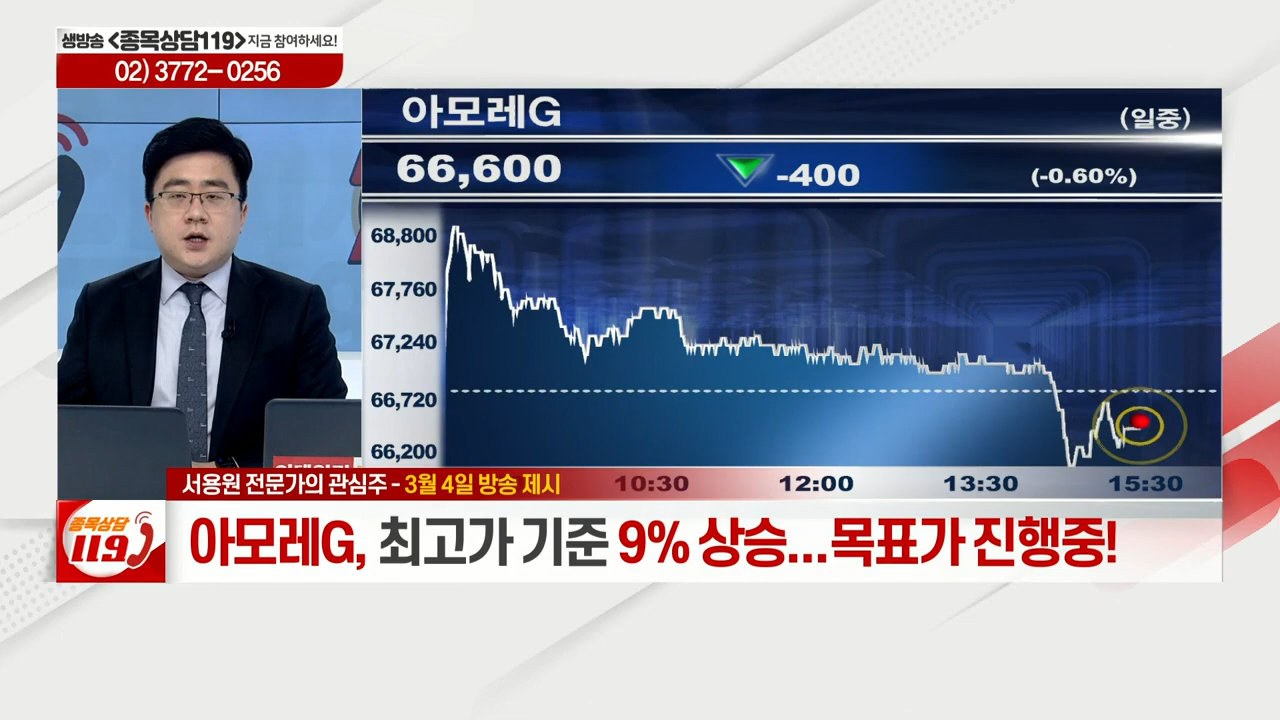 생방송 <종목상담119> 지금 참여하세요!
02) 3772-0256
아모레G
(일중)
66,600
-400
(-0.60%)
68,800
67,760
67,240
66,720
66,200
10:30
12:00
13:30
15:30
서용원 전문가의 관심주 - 3월 4일 방송 제시
종목상담
119
아모레G, 최고가 기준 9% 상승...목표가 진행중!